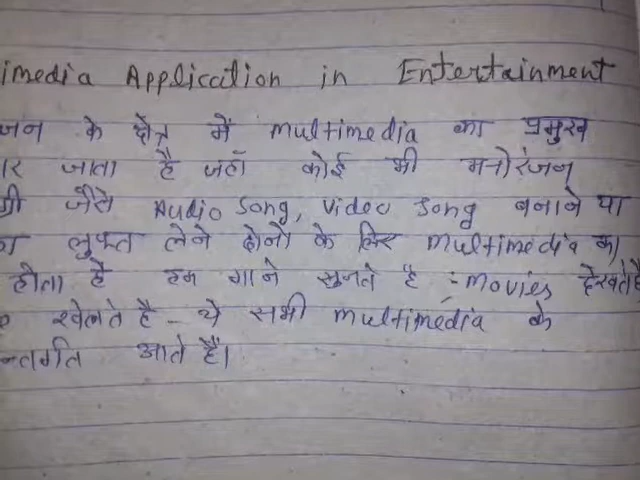 imedia Application in Entertainment
जन के क्षेत्र में multimedia का प्रमुख
ार जाता है जहाँ कोई भी मनोरंजन
ग्री जैसे Audio song, video song बनाने या
लुफ्त लेने दोनो के लिए multimedia का
होता है हम गाने सुनते है :- movies देखते है
खेलते है - ये सभी multimedia के
न्तर्गत आते हैं।